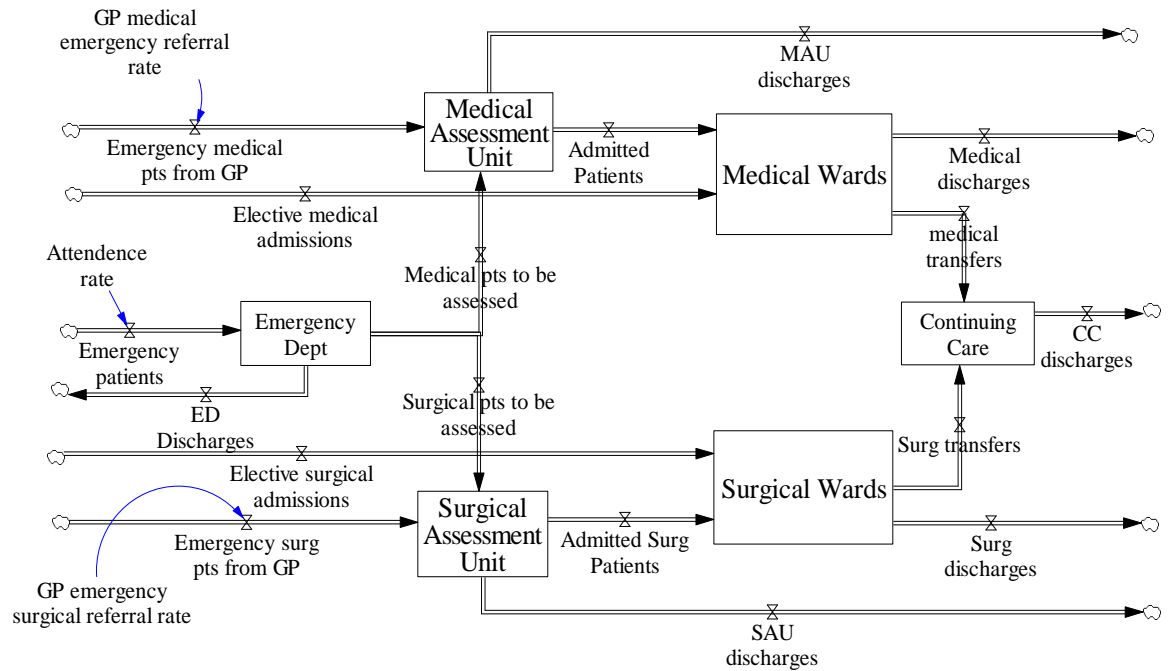 GP medical
emergency referral
rate
MAU
discharges
Medical
Assessment
Unit
Emergency medical
pts from GP
Admitted
Patients
Medical Wards
Medical
discharges
Elective medical
admissions
medical
transfers
Attendence
rate
Medical pts to be
assessed
Emergency
Dept
Emergency
patients
Continuing
Care
CC
discharges
ED
Discharges
Surgical pts to be
assessed
Surg transfers
Elective surgical
admissions
Surgical Wards
Surgical
Assessment
Unit
Emergency surg
pts from GP
Admitted Surg
Patients
Surg
discharges
GP emergency
surgical referral rate
SAU
discharges